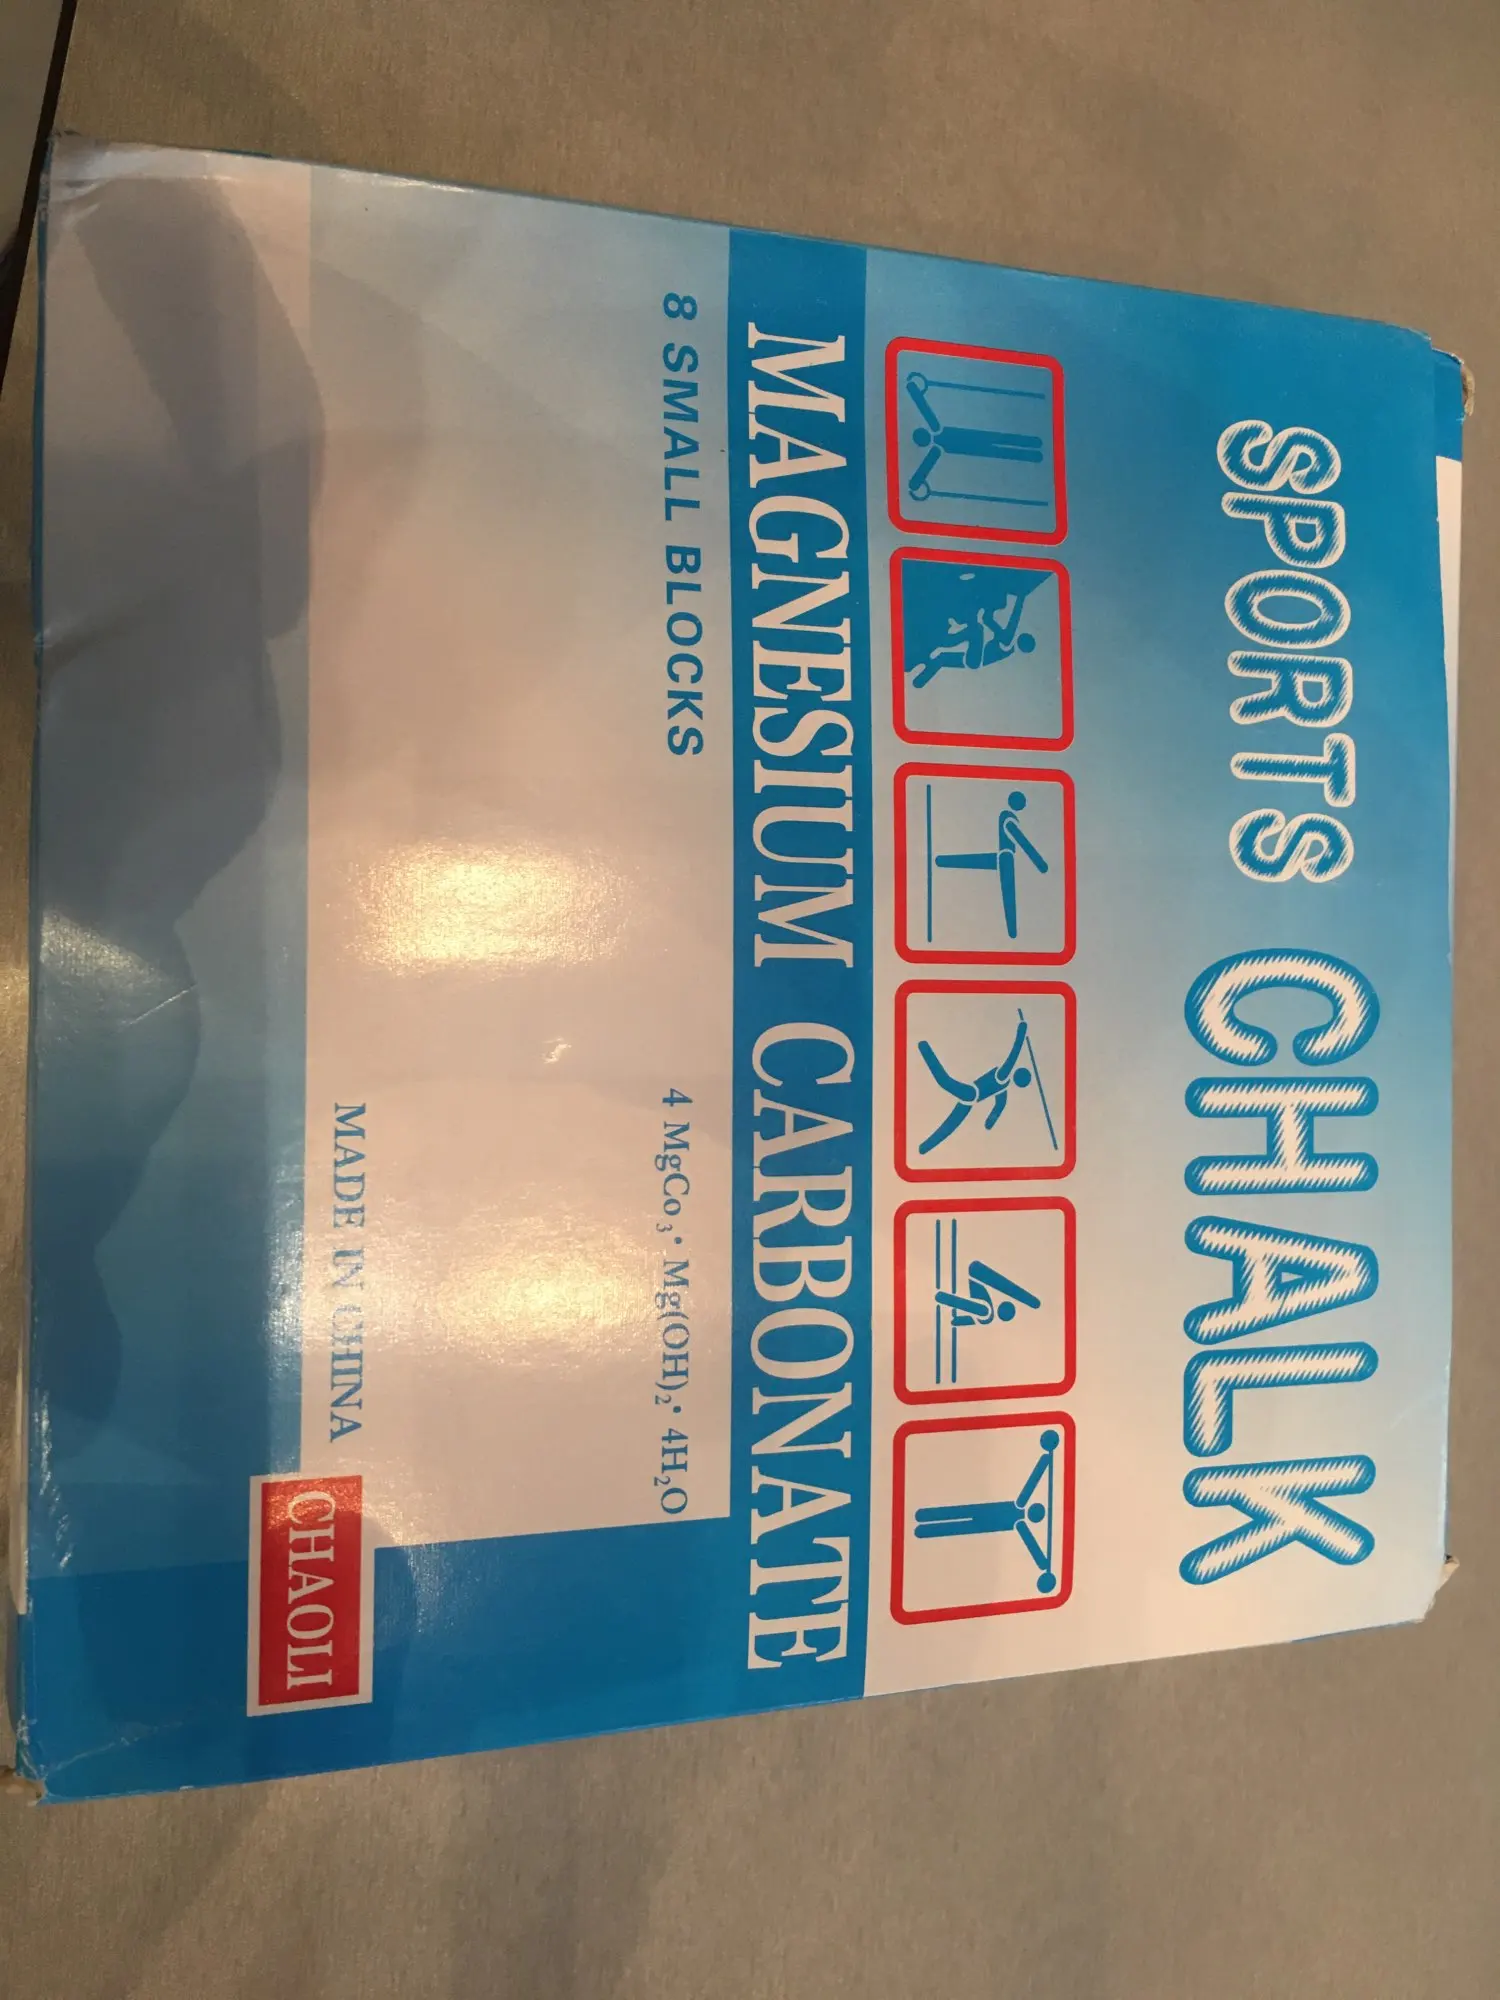 SPORTS CHALK
MAGNESIUM CARBONATE
8 SMALL BLOCKS
4 MgCo₃· Mg(OH)₂· 4H₂O
MADE IN CHINA
CHAOLI